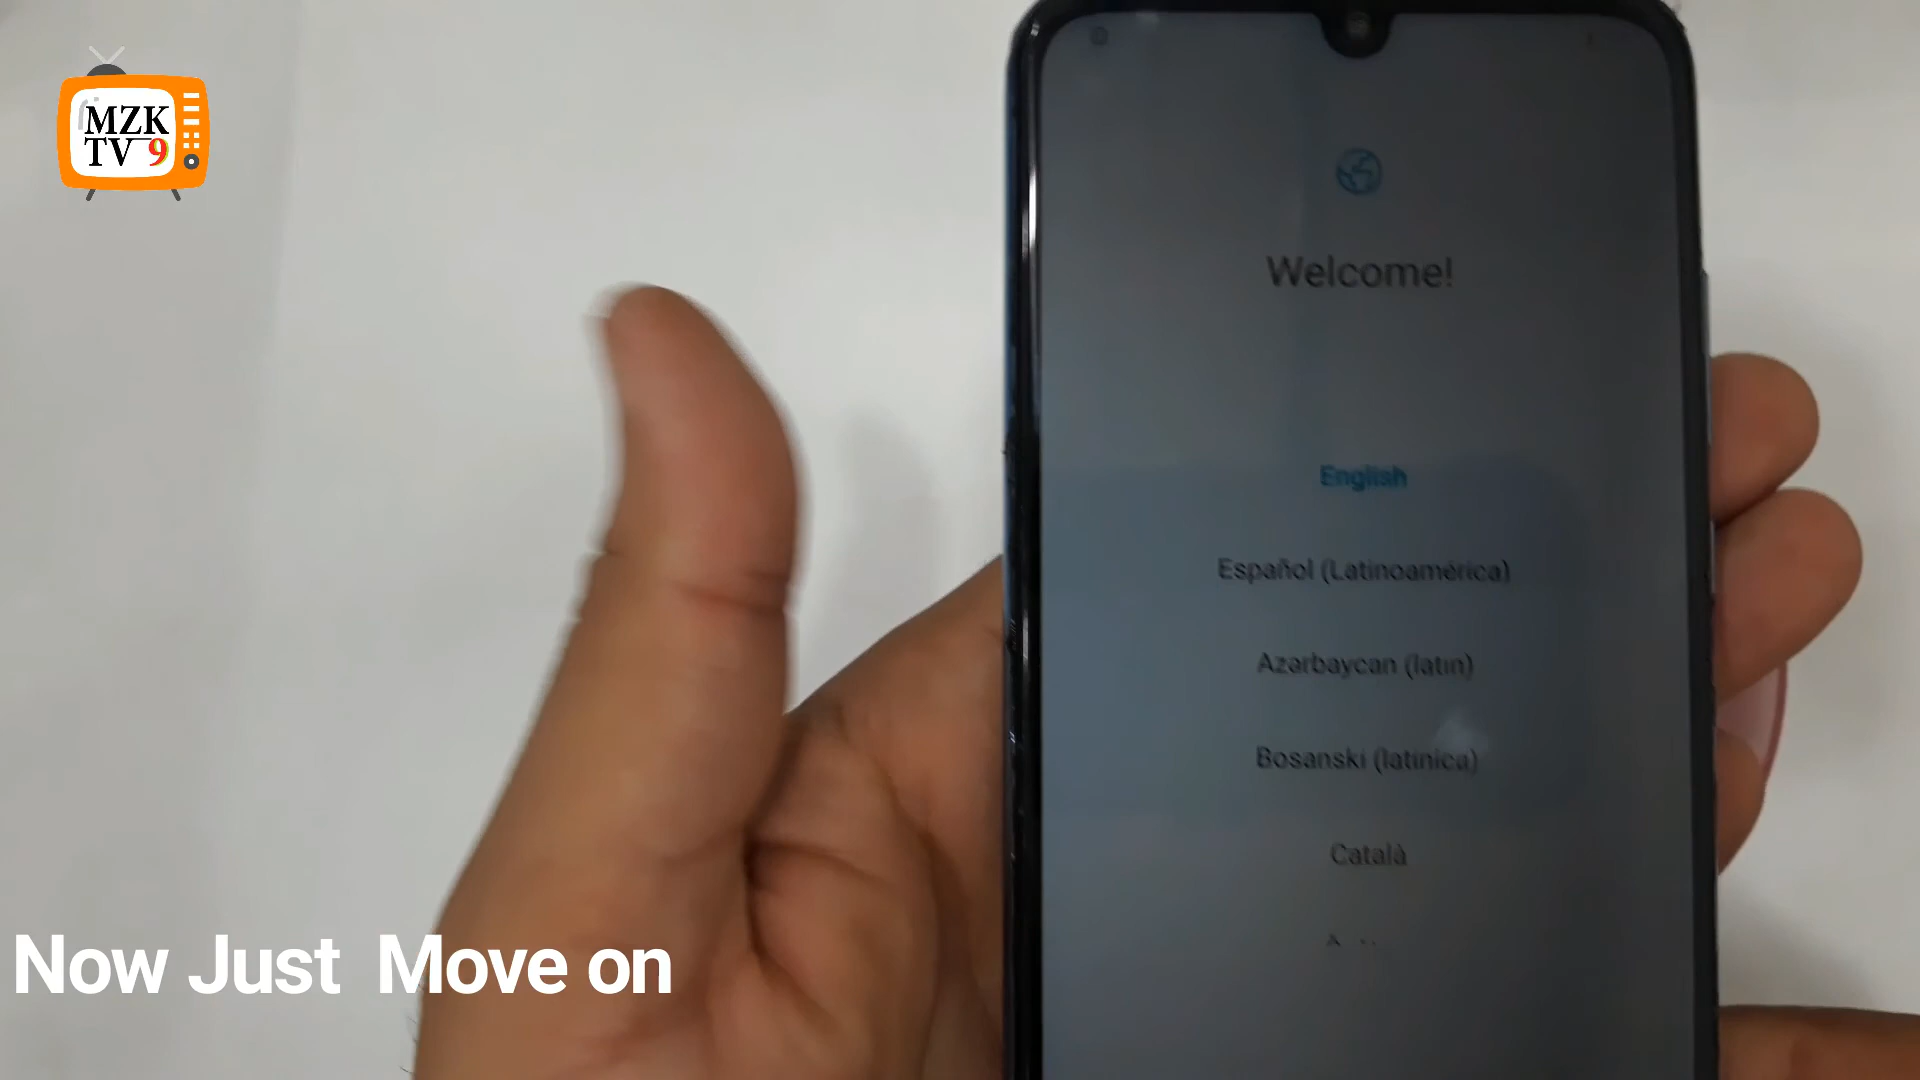 MZK
TV 9
Welcome!
English
Español (Latinoamérica)
Azərbaycan (latın)
Bosanski (latinica)
Català
Now Just  Move on